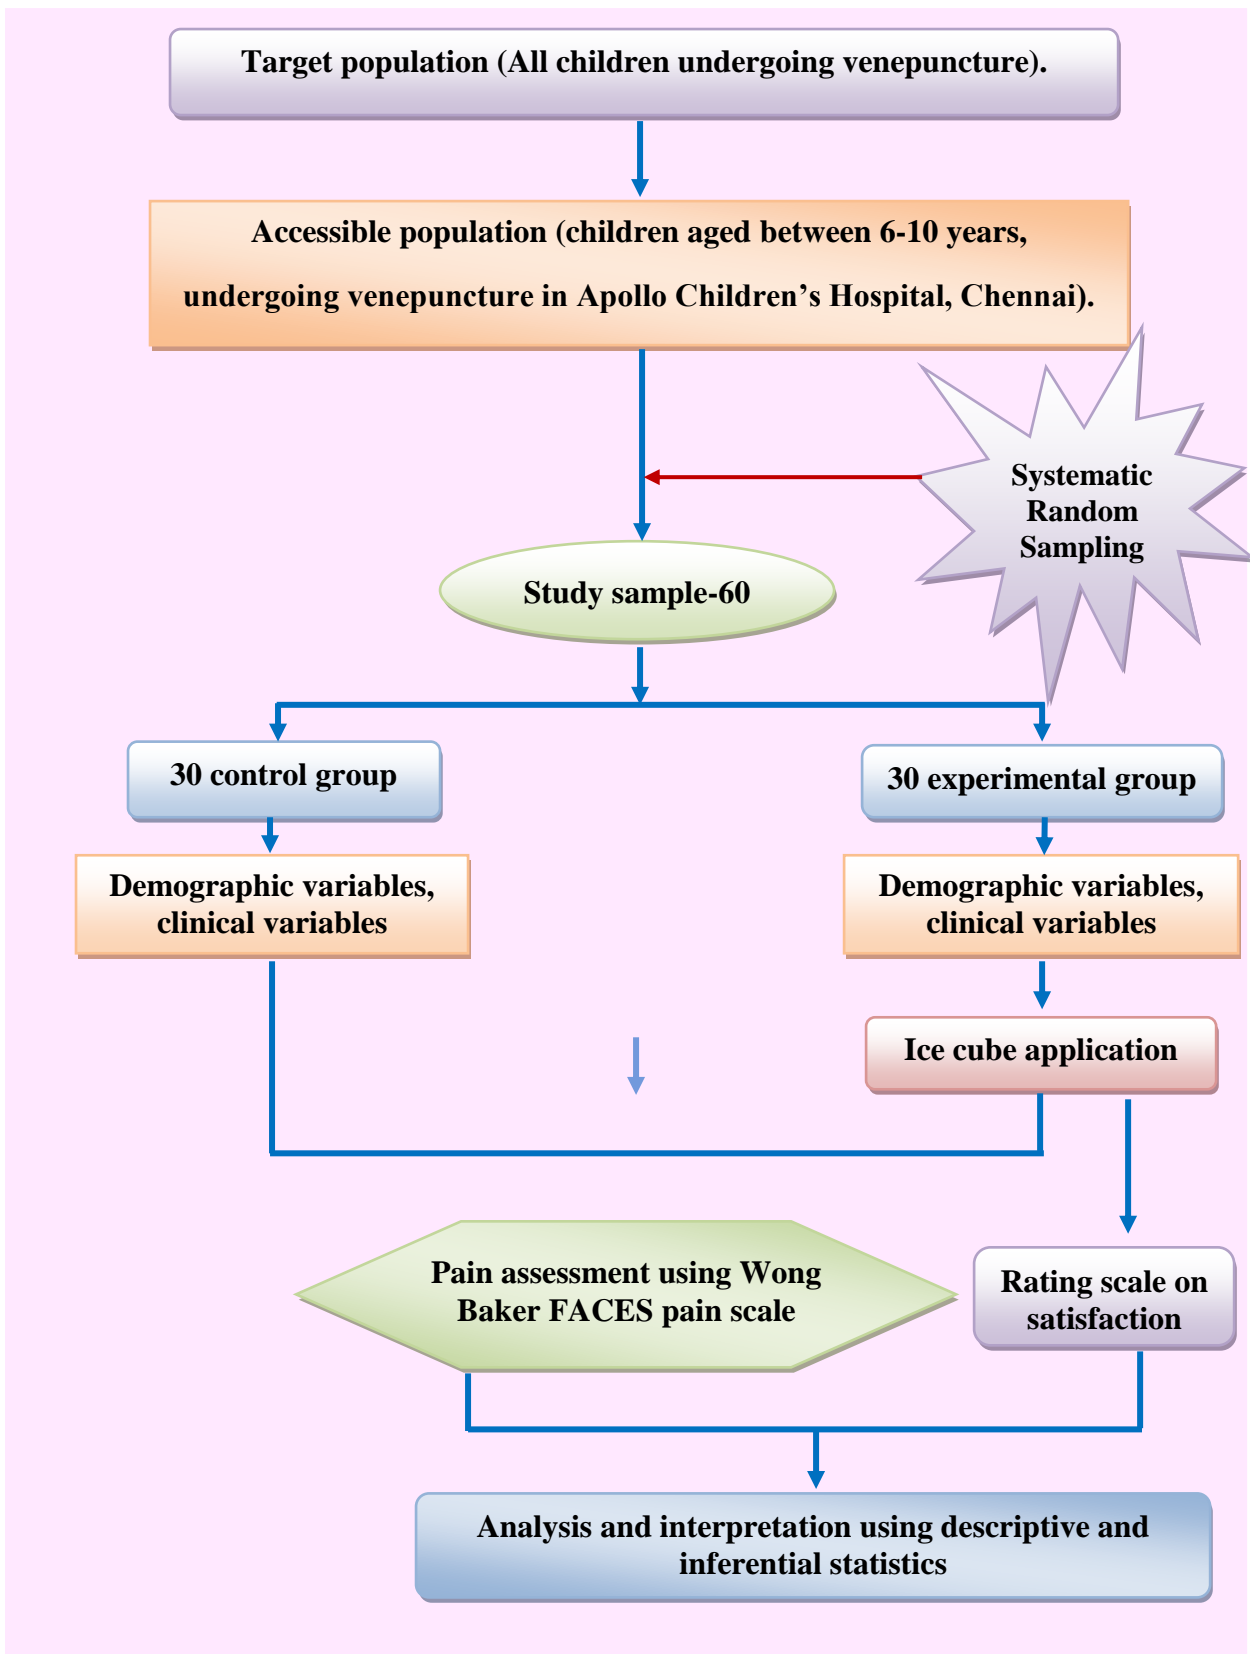 Target population (All children undergoing venepuncture).
Accessible population (children aged between 6-10 years,
undergoing venepuncture in Apollo Children’s Hospital, Chennai).
Systematic
Random
Sampling
Study sample-60
30 control group
30 experimental group
Demographic variables,
clinical variables
Demographic variables,
clinical variables
Ice cube application
Pain assessment using Wong
Baker FACES pain scale
Rating scale on
satisfaction
Analysis and interpretation using descriptive and
inferential statistics